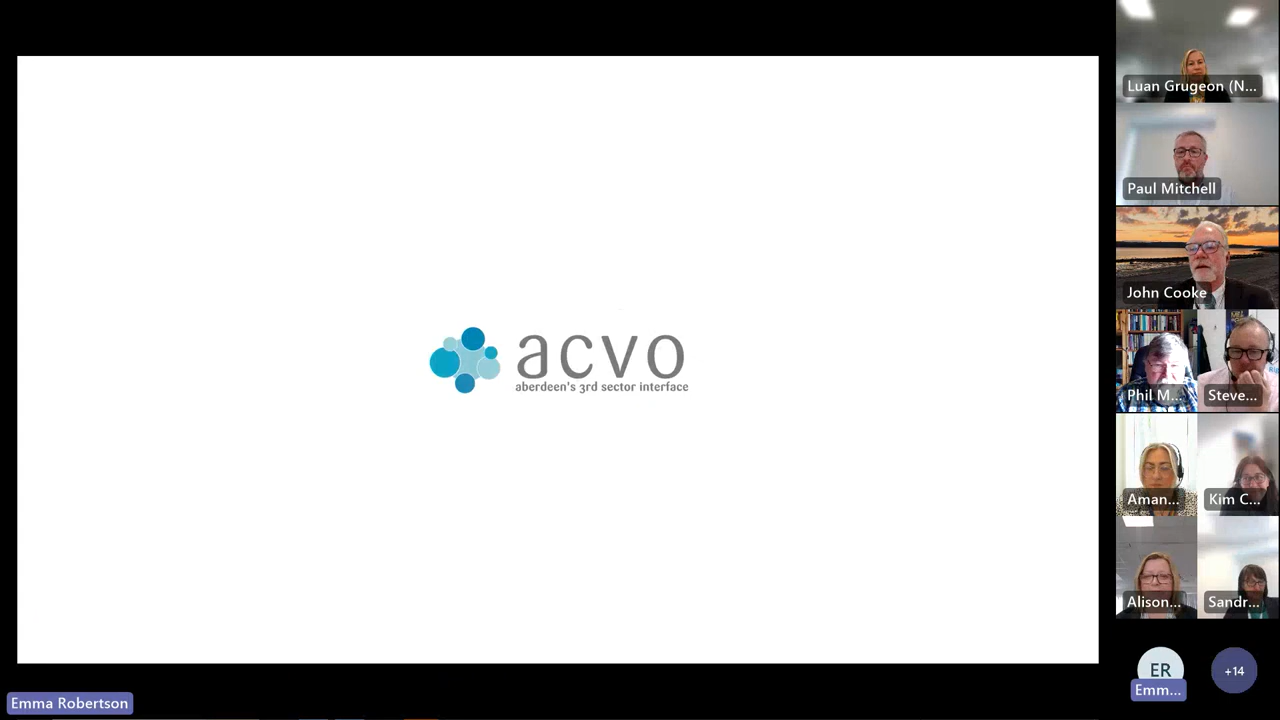 acvo
aberdeen's 3rd sector interface
Luan Grugeon (N...
Paul Mitchell
John Cooke
Phil M...
Steve...
Aman...
Kim C...
Alison...
Sandr...
ER
Emm...
+14
Emma Robertson